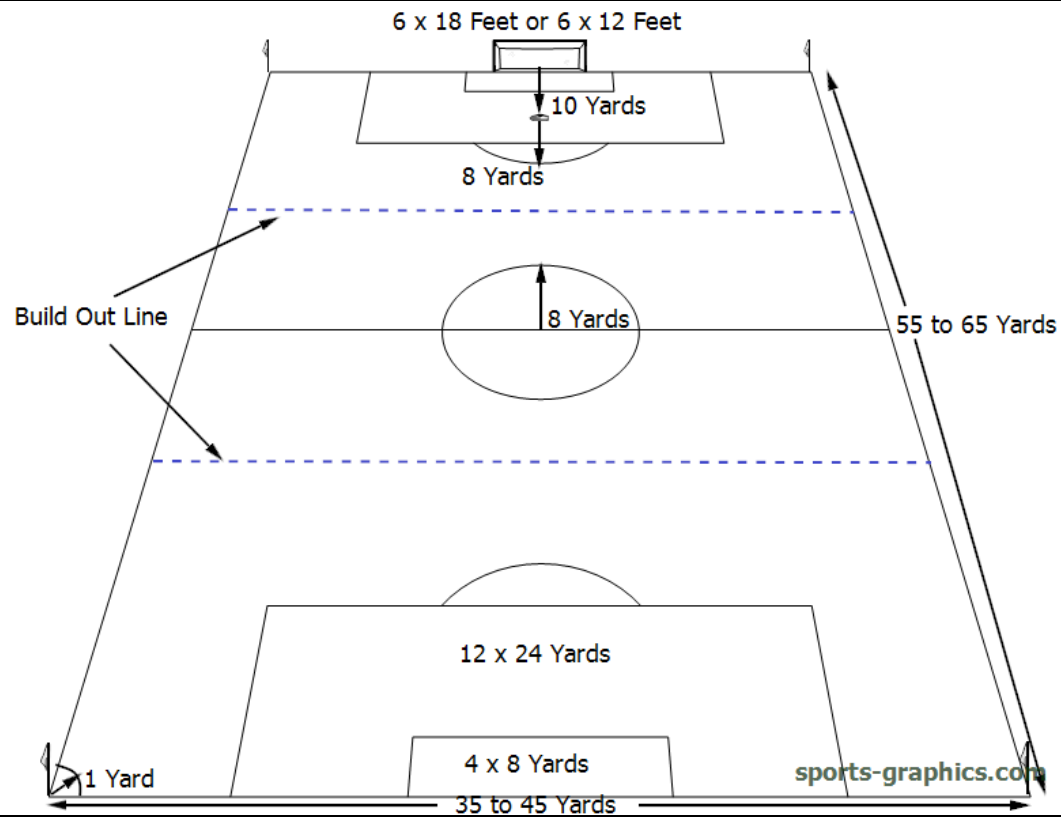 6 x 18 Feet or 6 x 12 Feet
10 Yards
8 Yards
Build Out Line
8 Yards
55 to 65 Yards
12 x 24 Yards
4 x 8 Yards
1 Yard
sports-graphics.com
35 to 45 Yards